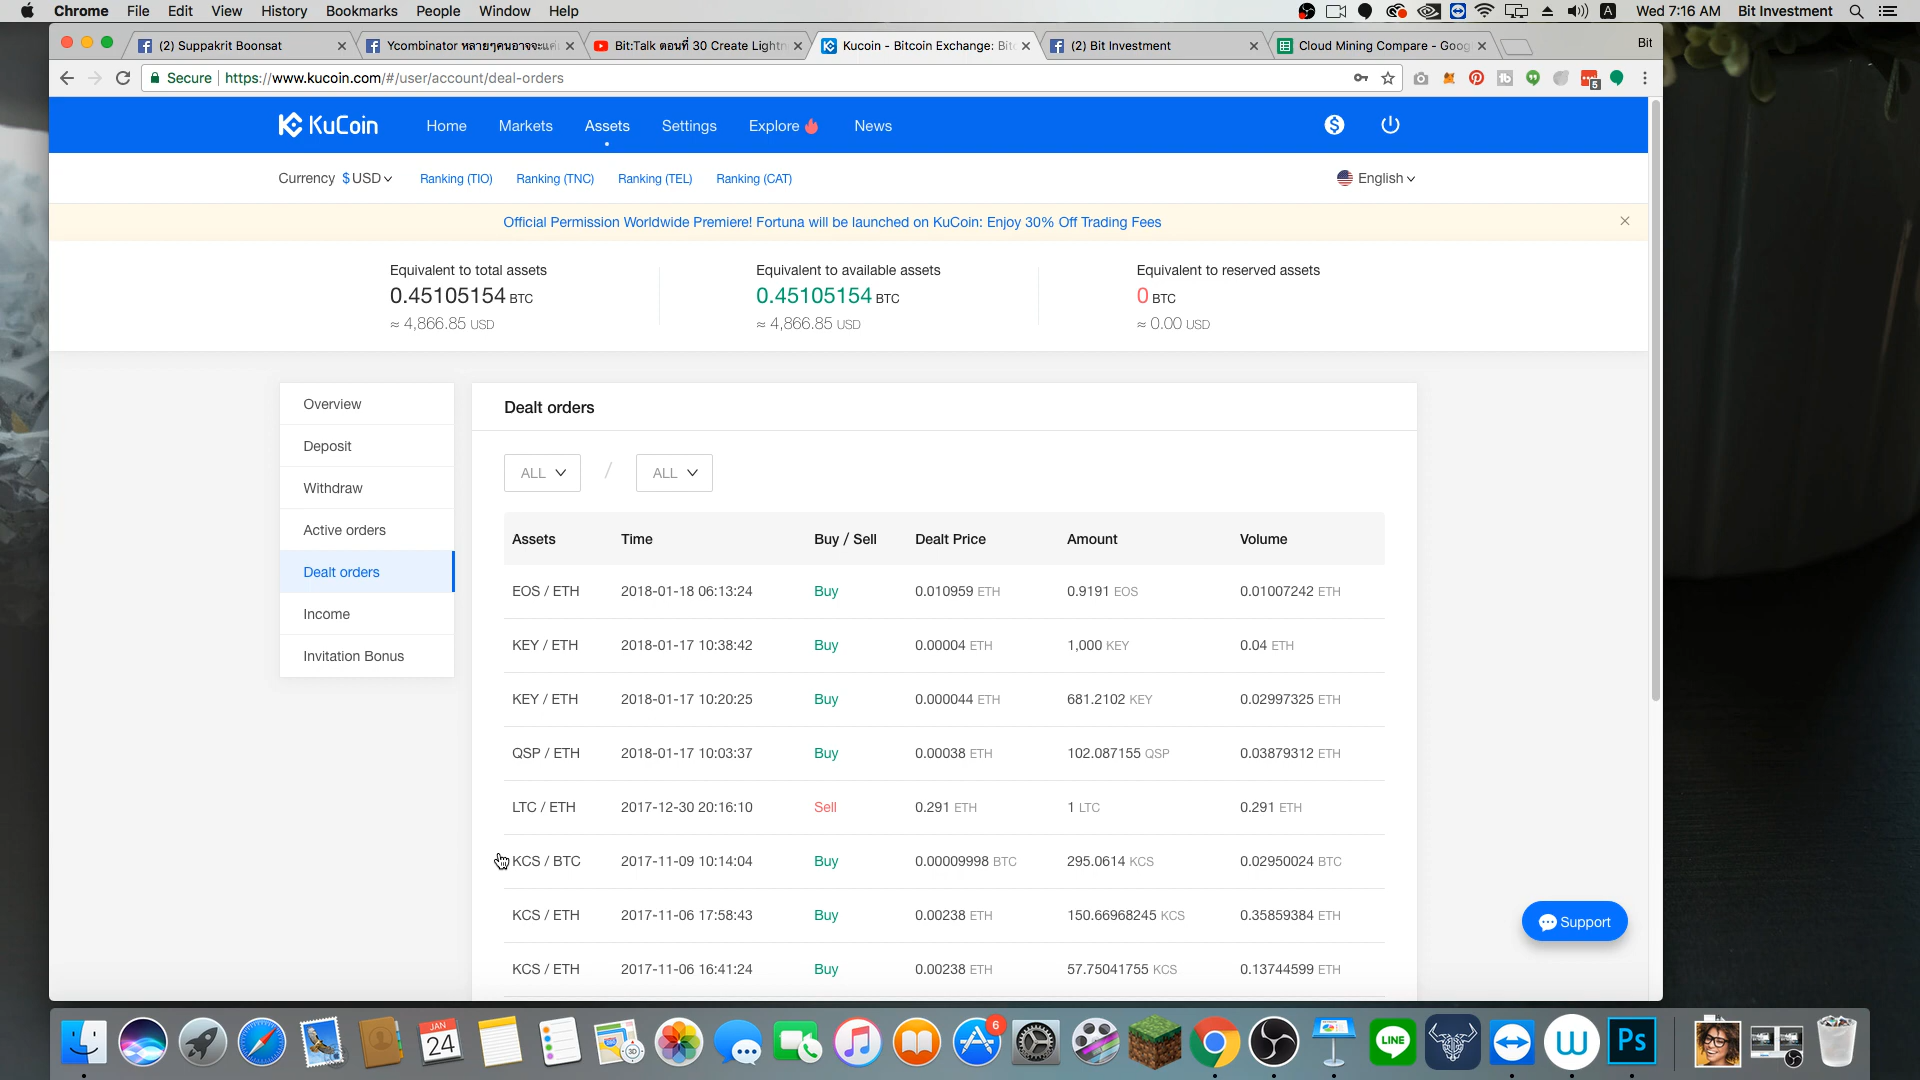 Chrome File Edit View History Bookmarks People Window Help
A Wed 7:16 AM Bit Investment
(2) Suppakrit Boonsat
Ycombinator หลายๆคนอาจจะแค่
Bit:Talk ตอนที่ 30 Create Lightn
Kucoin - Bitcoin Exchange: Bitc
(2) Bit Investment
Cloud Mining Compare - Goog
Bit
Secure https://www.kucoin.com/#/user/account/deal-orders
5
KuCoin Home Markets Assets Settings Explore News
Currency $ USD Ranking (TIO) Ranking (TNC) Ranking (TEL) Ranking (CAT) English
Official Permission Worldwide Premiere! Fortuna will be launched on KuCoin: Enjoy 30% Off Trading Fees
Equivalent to total assets
0.45105154 BTC
≈ 4,866.85 USD
Equivalent to available assets
0.45105154 BTC
≈ 4,866.85 USD
Equivalent to reserved assets
0 BTC
≈ 0.00 USD
Overview
Deposit
Withdraw
Active orders
Dealt orders
Income
Invitation Bonus
Dealt orders
ALL / ALL
Assets Time Buy / Sell Dealt Price Amount Volume
EOS / ETH 2018-01-18 06:13:24 Buy 0.010959 ETH 0.9191 EOS 0.01007242 ETH
KEY / ETH 2018-01-17 10:38:42 Buy 0.00004 ETH 1,000 KEY 0.04 ETH
KEY / ETH 2018-01-17 10:20:25 Buy 0.000044 ETH 681.2102 KEY 0.02997325 ETH
QSP / ETH 2018-01-17 10:03:37 Buy 0.00038 ETH 102.087155 QSP 0.03879312 ETH
LTC / ETH 2017-12-30 20:16:10 Sell 0.291 ETH 1 LTC 0.291 ETH
KCS / BTC 2017-11-09 10:14:04 Buy 0.00009998 BTC 295.0614 KCS 0.02950024 BTC
KCS / ETH 2017-11-06 17:58:43 Buy 0.00238 ETH 150.66968245 KCS 0.35859384 ETH
KCS / ETH 2017-11-06 16:41:24 Buy 0.00238 ETH 57.75041755 KCS 0.13744599 ETH
Support
JAN
24
3D
6
LINE
W
Ps